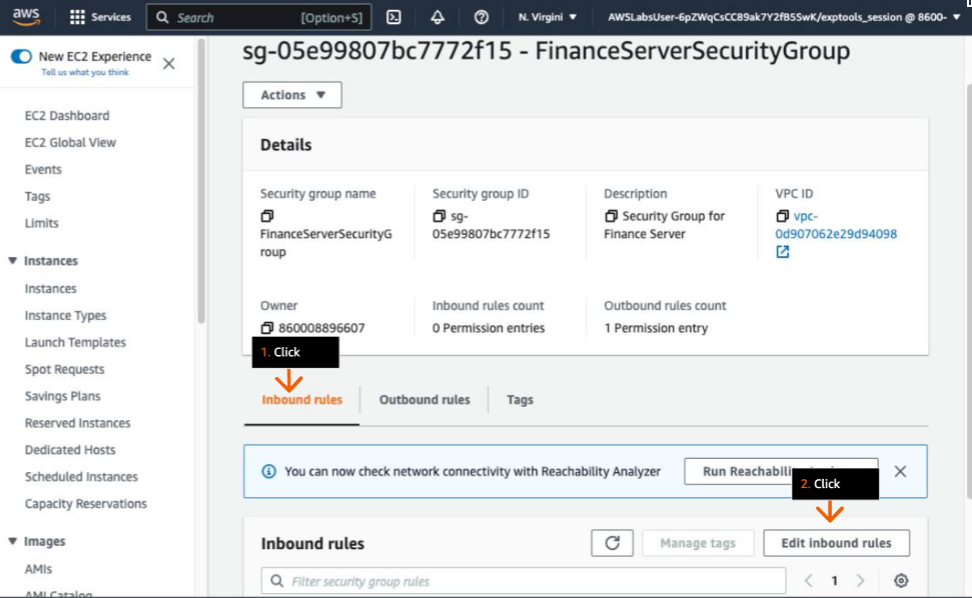 aws
Services
Search [Option+S]
N. Virgini
AWSLabsUser-6pZWqCsCC89ak7Y2fB5SwK/exptools_session @ 8600-
New EC2 Experience
Tell us what you think
EC2 Dashboard
EC2 Global View
Events
Tags
Limits
Instances
Instances
Instance Types
Launch Templates
Spot Requests
Savings Plans
Reserved Instances
Dedicated Hosts
Scheduled Instances
Capacity Reservations
Images
AMIs
AMI Catalog
sg-05e99807bc7772f15 - FinanceServerSecurityGroup
Actions
Details
Security group name
FinanceServerSecurityG
roup
Security group ID
sg-
05e99807bc7772f15
Description
Security Group for
Finance Server
VPC ID
vpc-
0d907062e29d94098
Owner
860008896607
Inbound rules count
0 Permission entries
Outbound rules count
1 Permission entry
1. Click
Inbound rules
Outbound rules
Tags
You can now check network connectivity with Reachability Analyzer
Run Reachabili
2. Click
Inbound rules
Manage tags
Edit inbound rules
Filter security group rules
1